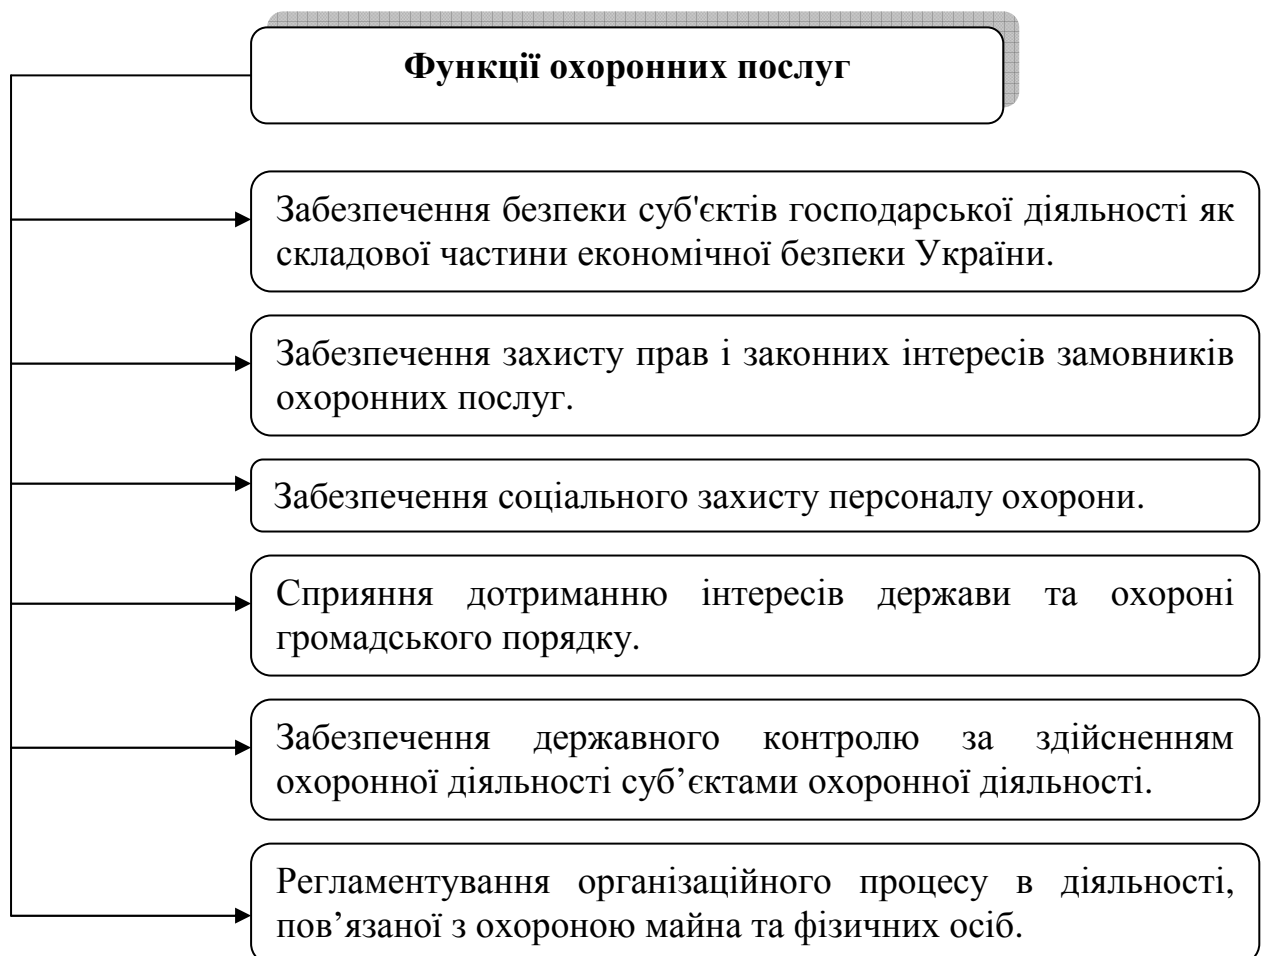 Функції охоронних послуг
Забезпечення безпеки суб'єктів господарської діяльності як
складової частини економічної безпеки України.
Забезпечення захисту прав і законних інтересів замовників
охоронних послуг.
Забезпечення соціального захисту персоналу охорони.
Сприяння дотриманню інтересів держави та охороні
громадського порядку.
Забезпечення державного контролю за здійсненням
охоронної діяльності суб’єктами охоронної діяльності.
Регламентування організаційного процесу в діяльності,
пов’язаної з охороною майна та фізичних осіб.